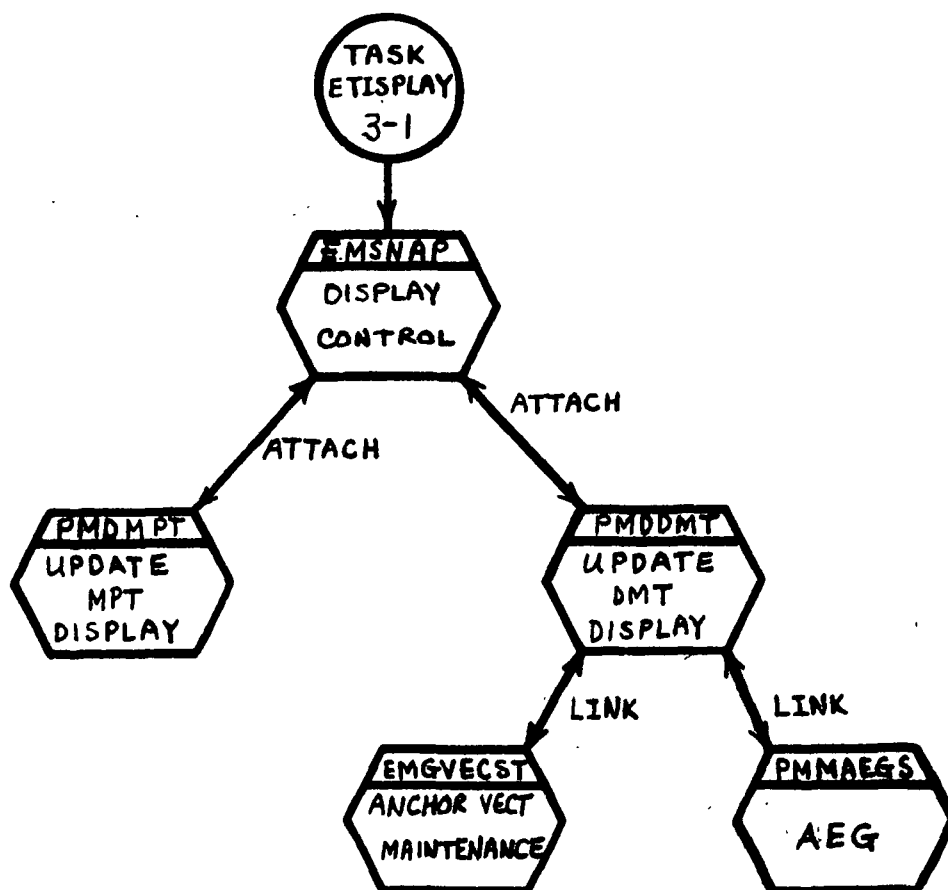 TASK
ETISPLAY
3-1
EMSNAP
DISPLAY
CONTROL
ATTACH
ATTACH
PMDMPT
UPDATE
MPT
DISPLAY
PMDDMT
UPDATE
DMT
DISPLAY
LINK
LINK
EMGVECST
ANCHOR VECT
MAINTENANCE
PMMAEGS
AEG